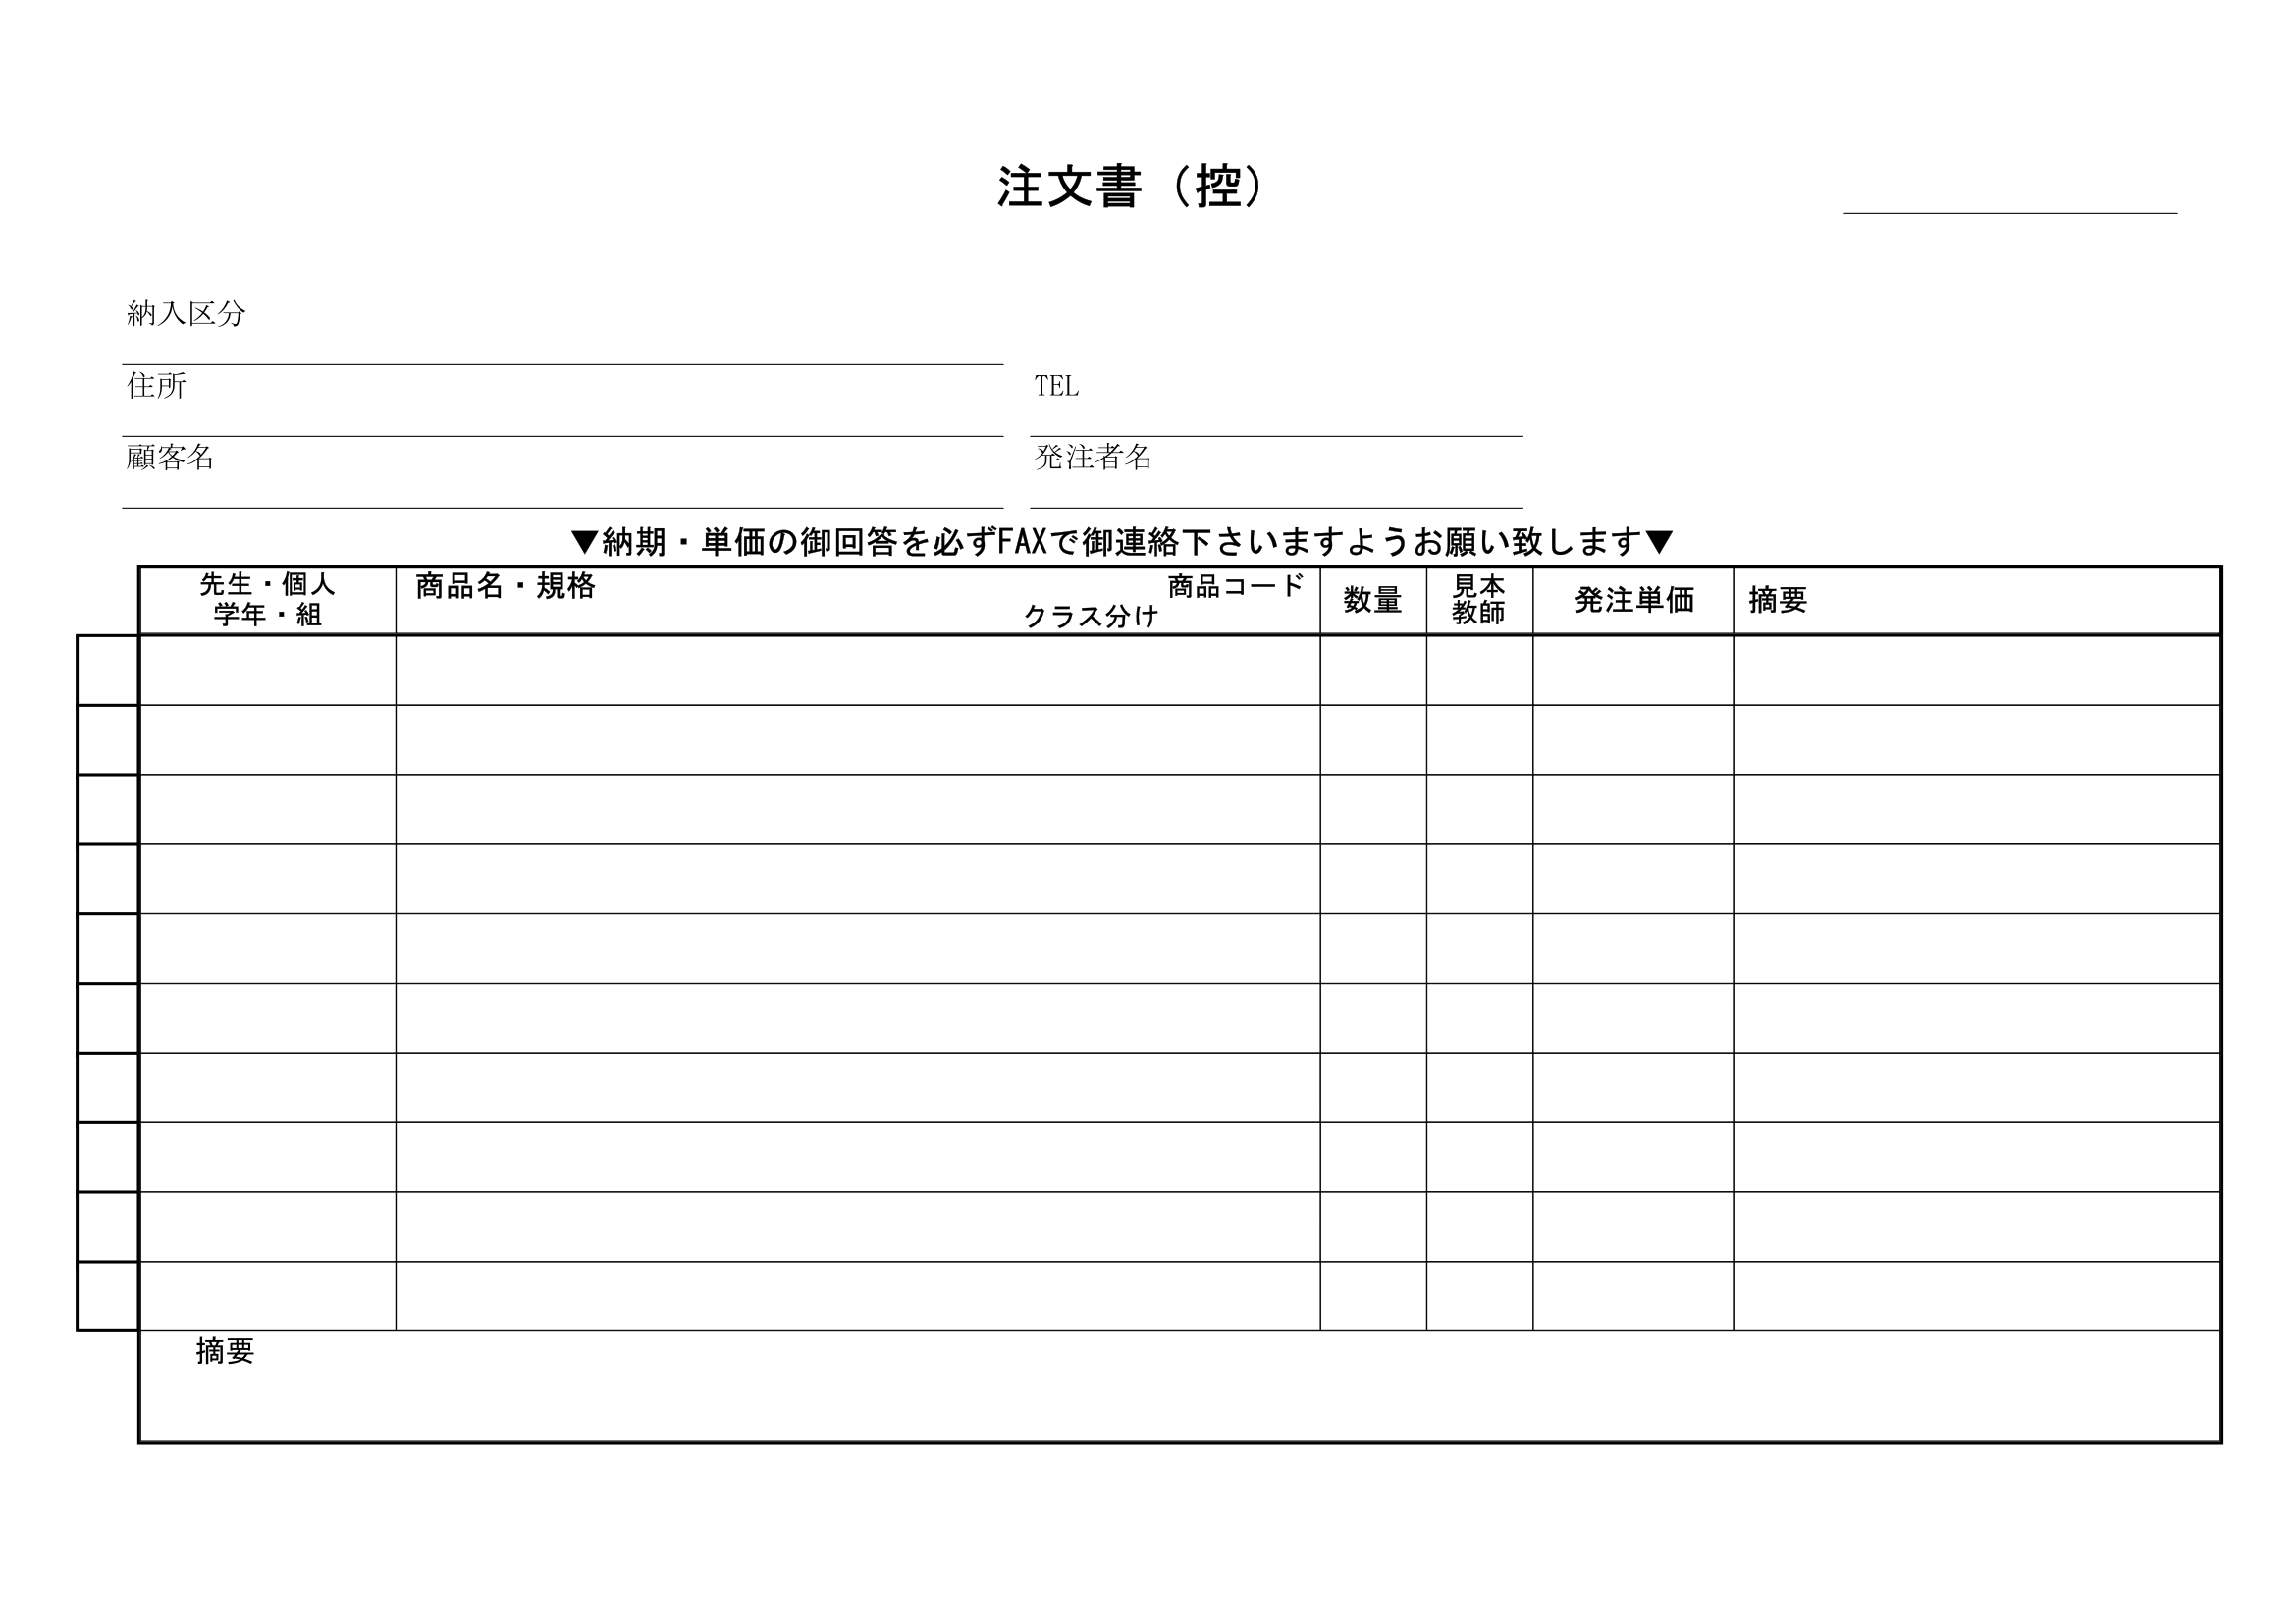 注文書（控）
納入区分
住所
TEL
顧客名
発注者名
▼納期・単価の御回答を必ずFAXで御連絡下さいますようお願い致します▼
先生・個人
学年・組
商品名・規格
商品コード
クラス分け
数量
見本
教師
発注単価
摘要
摘要